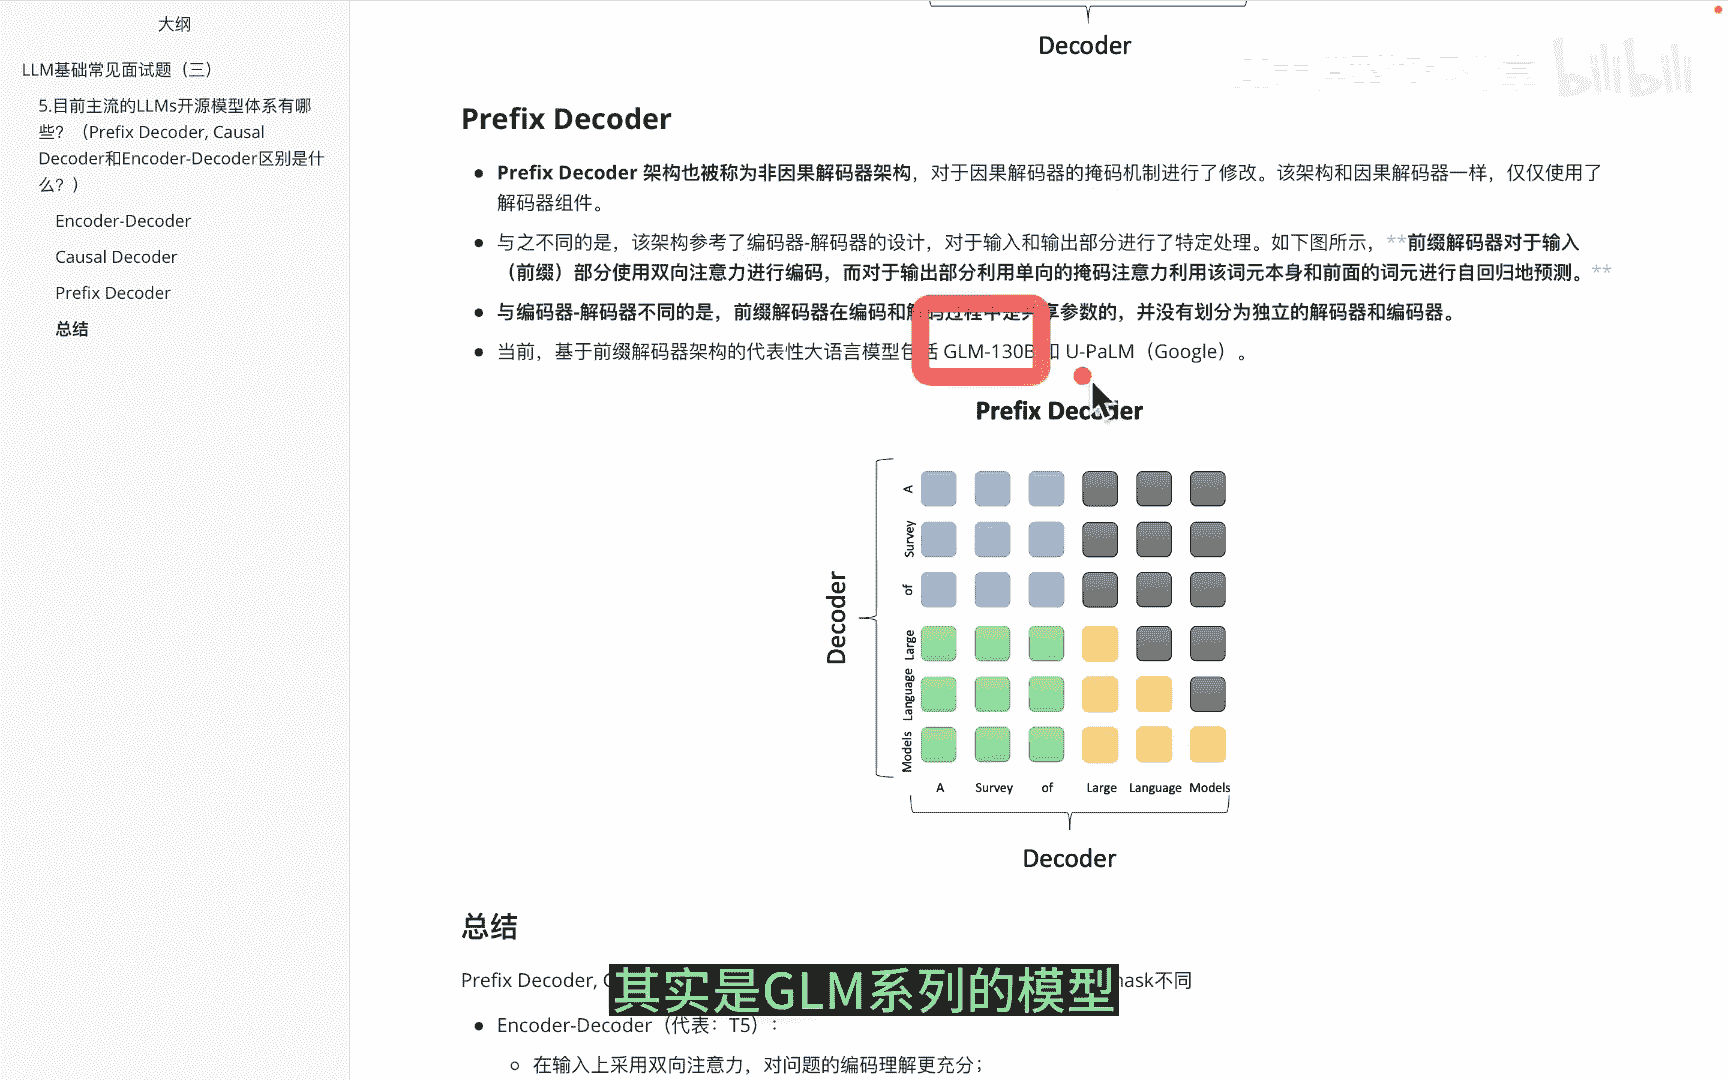 大纲
LLM基础常见面试题（三）
5.目前主流的LLMs开源模型体系有哪
些？（Prefix Decoder, Causal
Decoder和Encoder-Decoder区别是什
么？)
Encoder-Decoder
Causal Decoder
Prefix Decoder
总结
Decoder
bilibili
Prefix Decoder
Prefix Decoder 架构也被称为非因果解码器架构，对于因果解码器的掩码机制进行了修改。该架构和因果解码器一样，仅仅使用了
解码器组件。
与之不同的是，该架构参考了编码器-解码器的设计，对于输入和输出部分进行了特定处理。如下图所示，**前缀解码器对于输入
（前缀）部分使用双向注意力进行编码，而对于输出部分利用单向的掩码注意力利用该词元本身和前面的词元进行自回归地预测。**
与编码器-解码器不同的是，前缀解码器在编码和解码过程中是共享参数的，并没有划分为独立的解码器和编码器。
当前，基于前缀解码器架构的代表性大语言模型包括 GLM-130B和 U-PaLM（Google）。
Prefix Decoder
Decoder
A
Survey
of
Large
Language
Models
A Survey of Large Language Models
Decoder
总结
Prefix Decoder, mask不同
其实是GLM系列的模型
Encoder-Decoder（代表：T5）：
在输入上采用双向注意力，对问题的编码理解更充分；